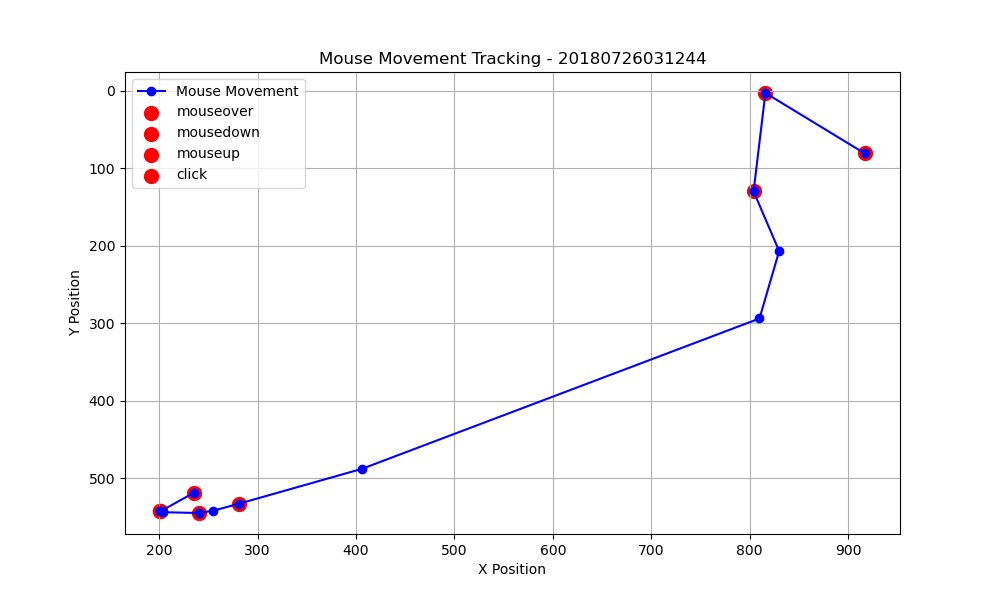 Mouse Movement Tracking - 20180726031244
Mouse Movement
mouseover
mousedown
mouseup
click
0
100
200
300
400
500
Y Position
200 300 400 500 600 700 800 900
X Position